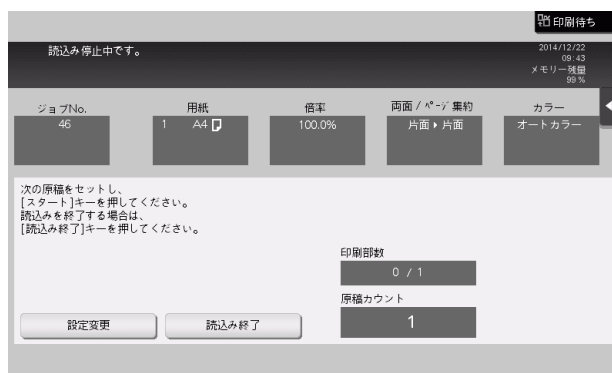 印刷待ち
読込み停止中です。
2014/12/22
09:43
メモリー残量
99 %
ジョブNo. 用紙 倍率 両面 / ページ集約 カラー
46 1 A4 100.0% 片面 ▸ 片面 オートカラー
次の原稿をセットし、
[スタート]キーを押してください。
読込みを終了する場合は、
[読込み終了]キーを押してください。
印刷部数
0 / 1
原稿カウント
1
設定変更 読込み終了